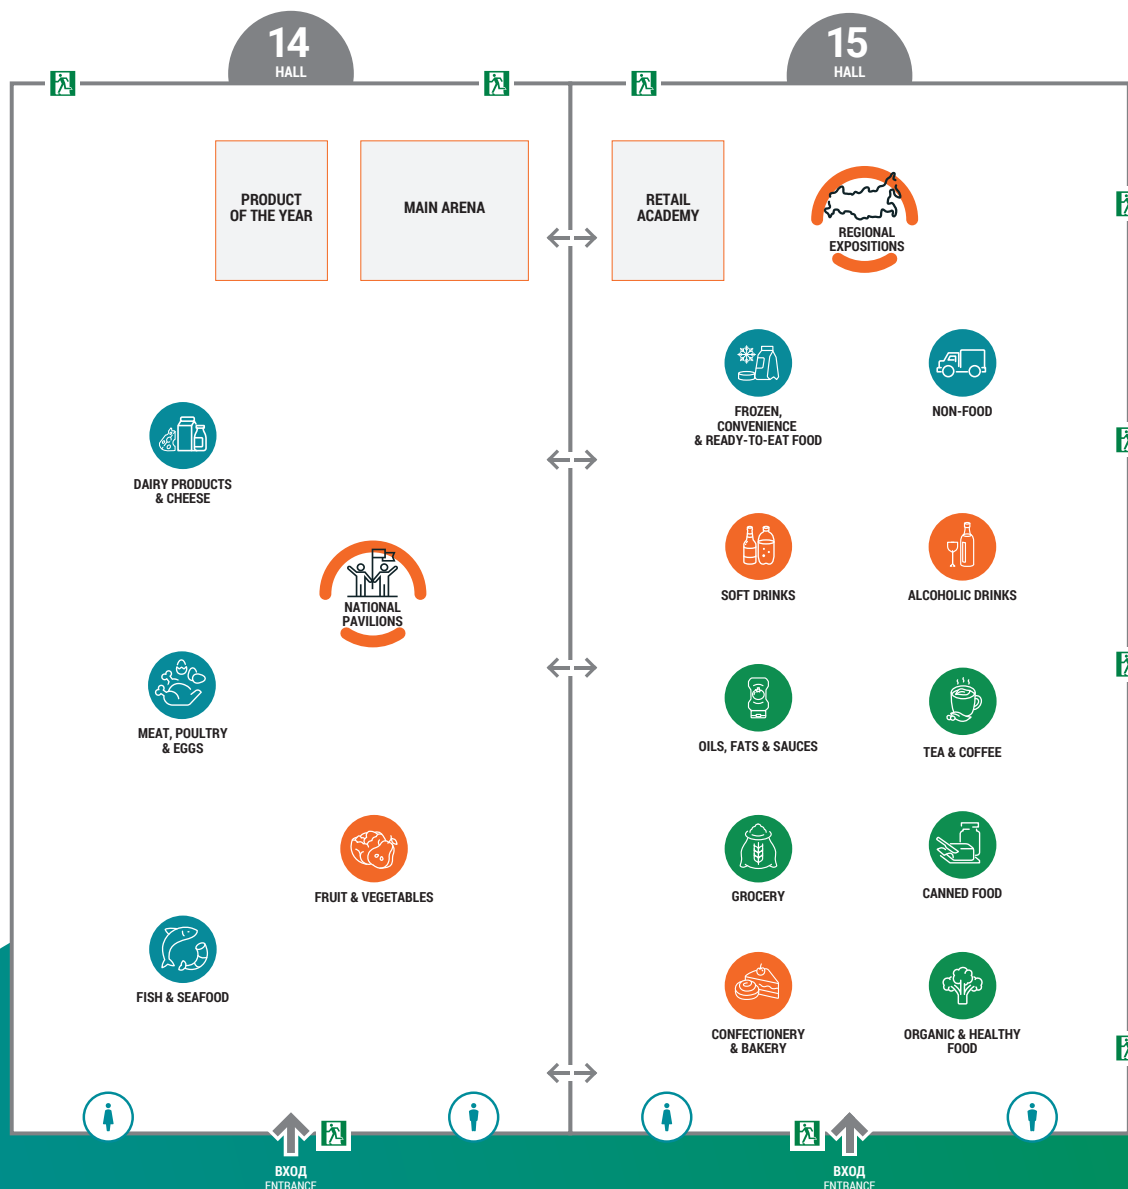 14
HALL
15
HALL
PRODUCT
OF THE YEAR
MAIN ARENA
RETAIL
ACADEMY
REGIONAL
EXPOSITIONS
FROZEN,
CONVENIENCE
& READY-TO-EAT FOOD
NON-FOOD
DAIRY PRODUCTS
& CHEESE
NATIONAL
PAVILIONS
SOFT DRINKS
ALCOHOLIC DRINKS
MEAT, POULTRY
& EGGS
OILS, FATS & SAUCES
TEA & COFFEE
FRUIT & VEGETABLES
GROCERY
CANNED FOOD
FISH & SEAFOOD
CONFECTIONERY
& BAKERY
ORGANIC & HEALTHY
FOOD
ВХОД
ENTRANCE
ВХОД
ENTRANCE